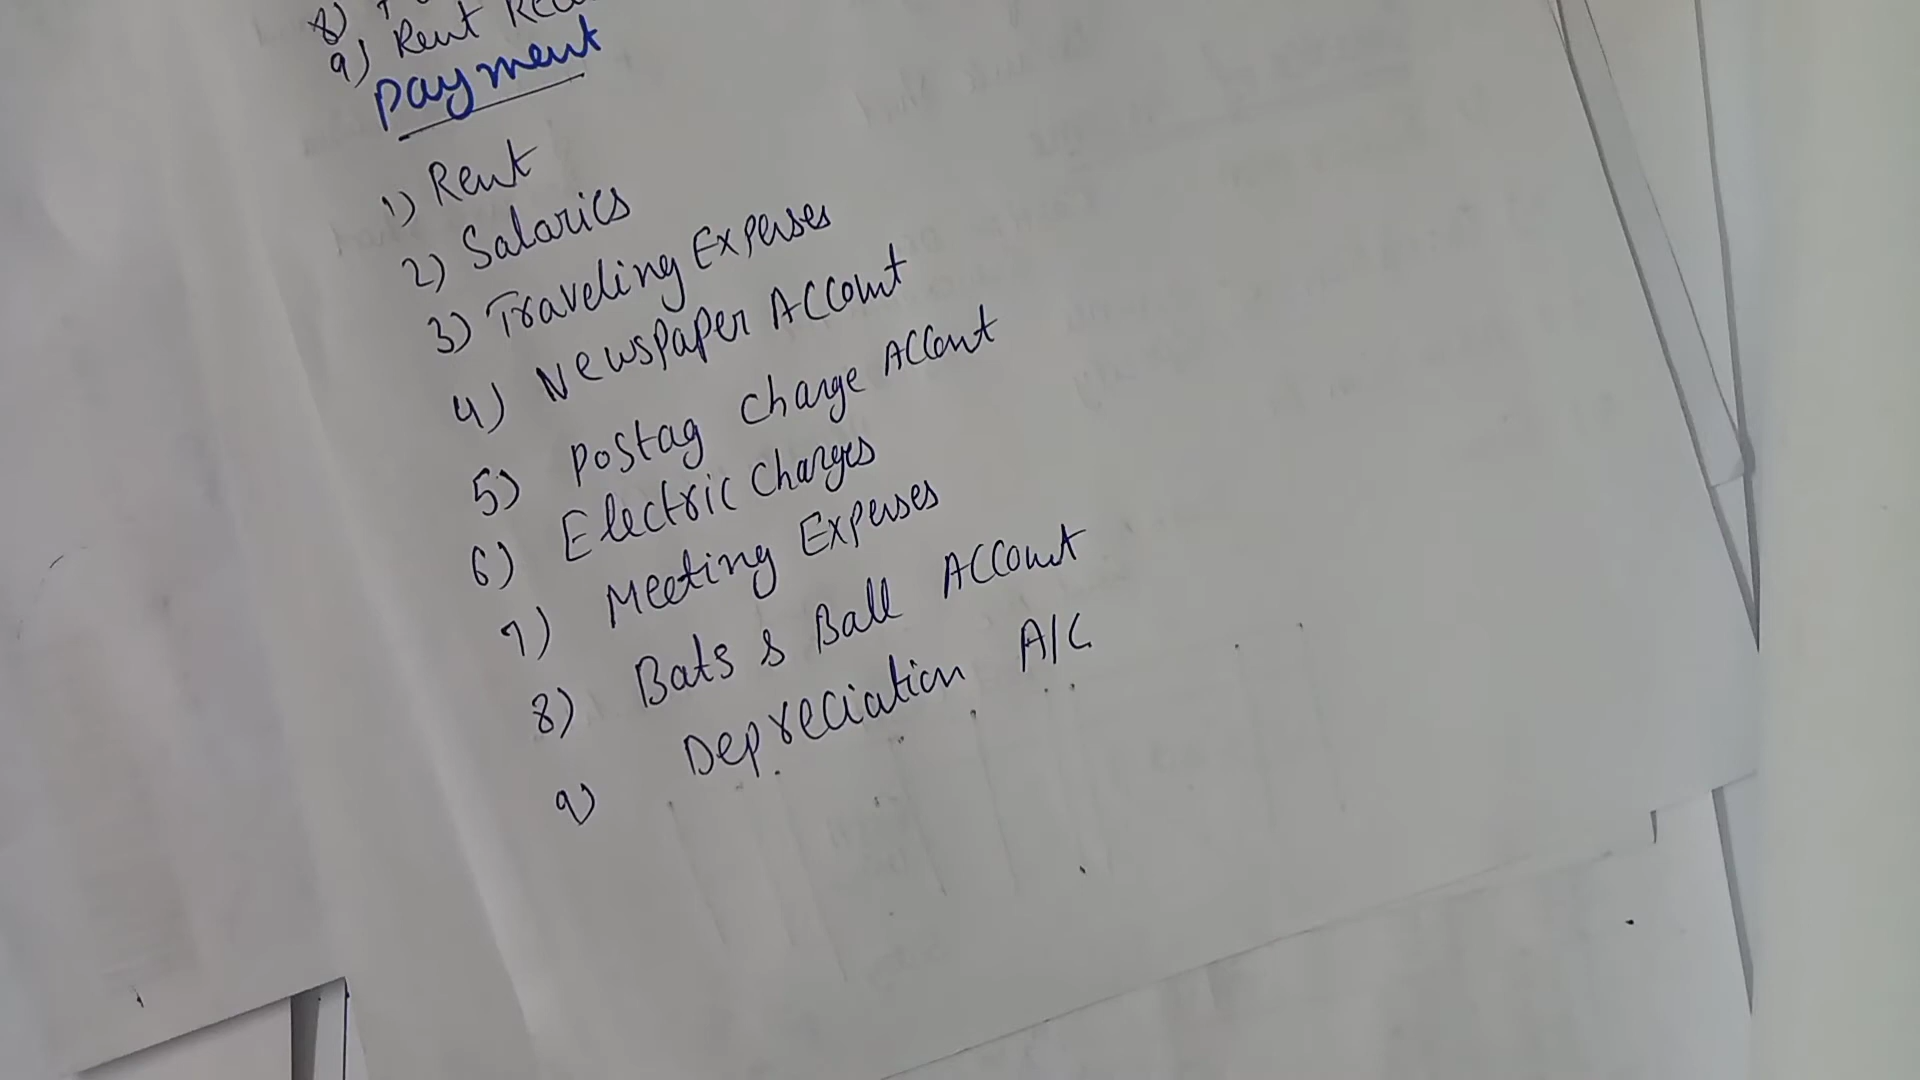 8)
9) Rent
Payment
1) Rent
2) Salaries
3) Traveling Expenses
4) Newspaper Account
5) Postag Charge Account
6) Electric Charges
7) Meeting Expenses
8) Bats & Ball Account
9) Depreciation A/C